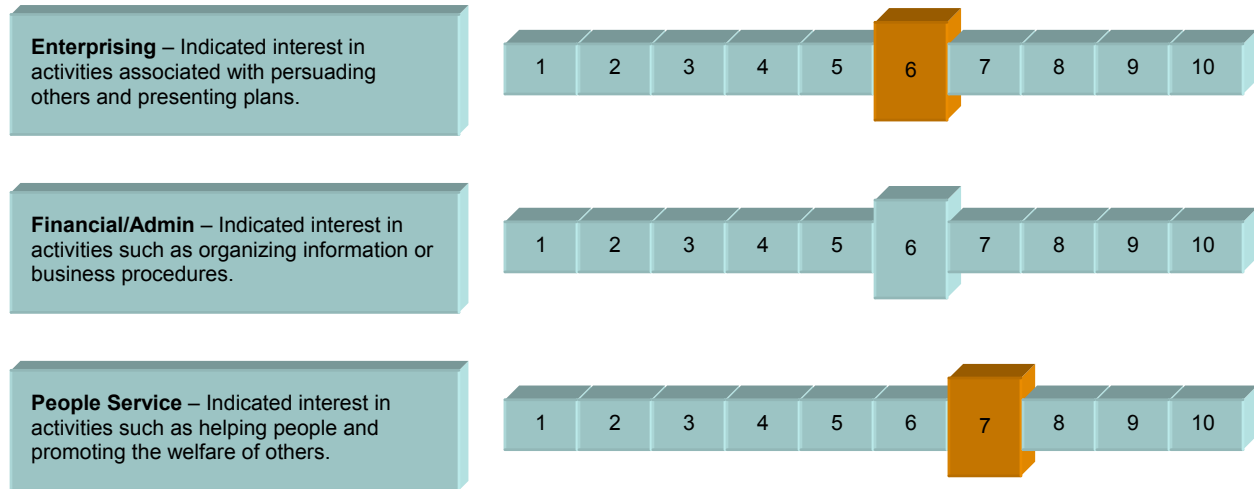 Enterprising – Indicated interest in
activities associated with persuading
others and presenting plans.
1 2 3 4 5 6 7 8 9 10
Financial/Admin – Indicated interest in
activities such as organizing information or
business procedures.
1 2 3 4 5 6 7 8 9 10
People Service – Indicated interest in
activities such as helping people and
promoting the welfare of others.
1 2 3 4 5 6 7 8 9 10